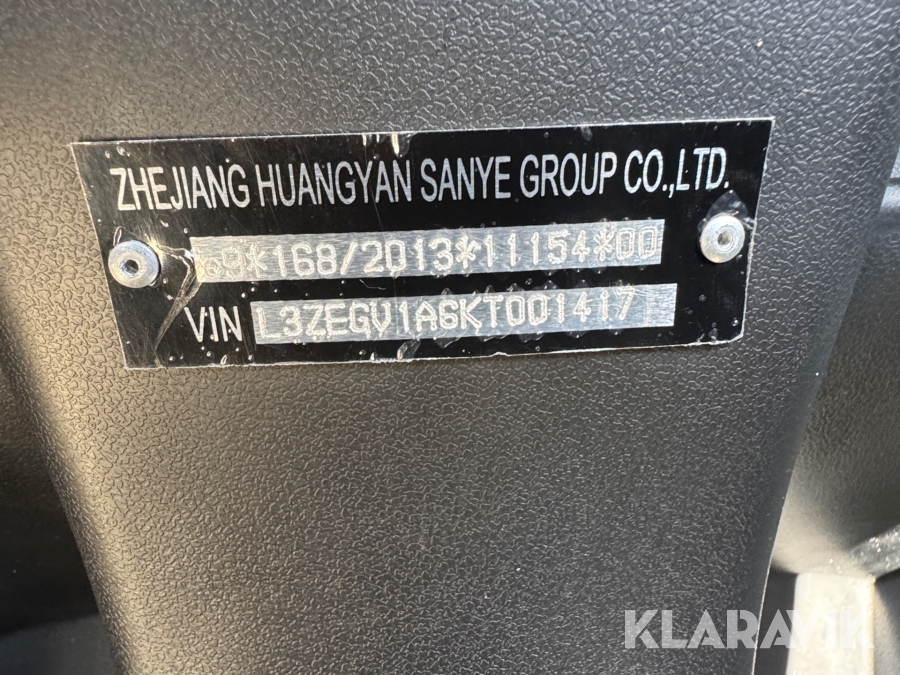 ZHEJIANG HUANGYAN SANYE GROUP CO.,LTD.
e9*168/2013*11154*00
VIN L3ZEGV1A6KT001417
KLARAVIK